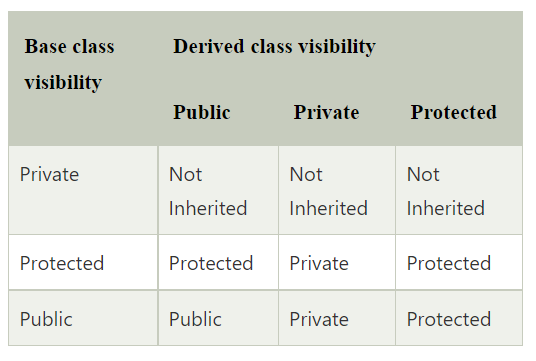 Base class Derived class visibility
visibility
Public Private Protected
Private Not Not Not
Inherited Inherited Inherited
Protected Protected Private Protected
Public Public Private Protected